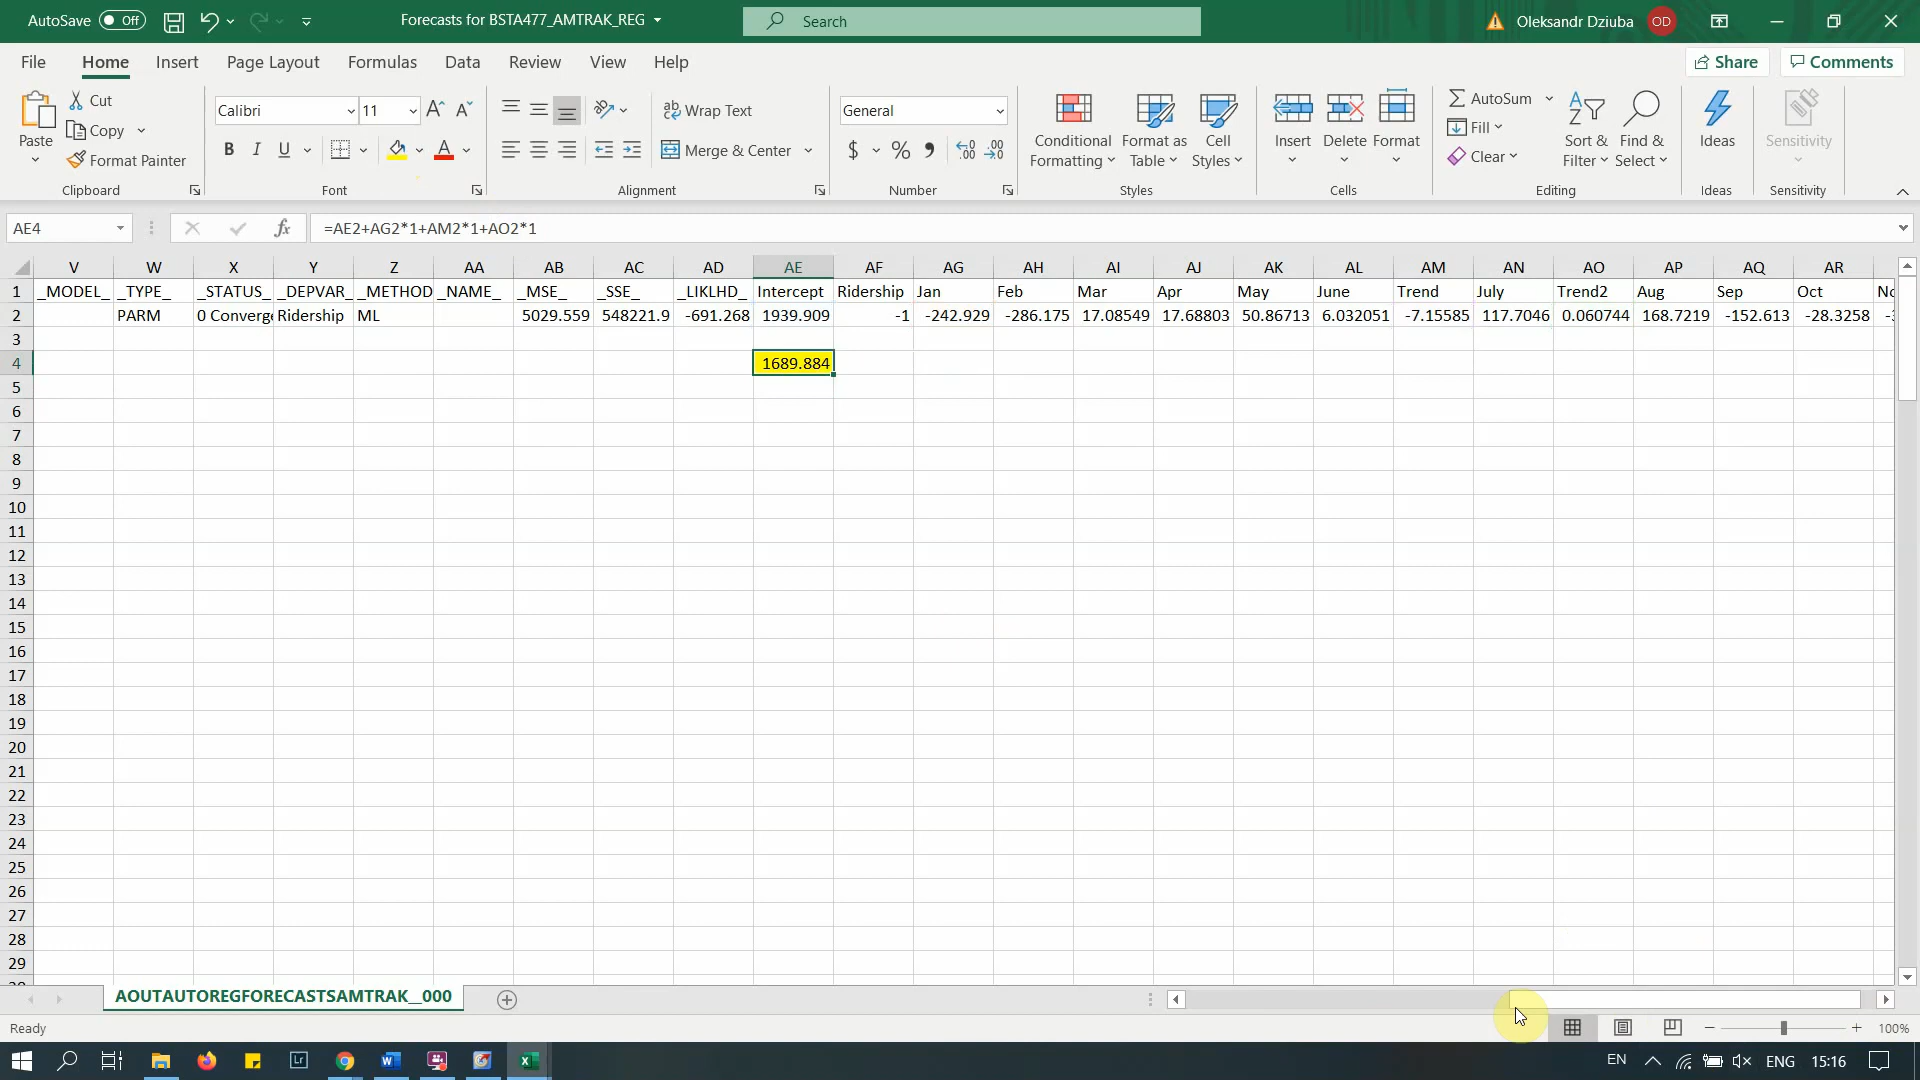 AutoSave Off Forecasts for BSTA477_AMTRAK_REG Search Oleksandr Dziuba OD
File Home Insert Page Layout Formulas Data Review View Help Share Comments
Paste Cut Copy Format Painter Clipboard
Calibri 11 B I U A Font
ab Wrap Text Merge & Center Alignment
General $ % , Number
Conditional Formatting Format as Table Cell Styles Styles
Insert Delete Format Cells
AutoSum Fill Clear Sort & Filter Find & Select Editing
Ideas Ideas
Sensitivity Sensitivity
AE4 fx =AE2+AG2*1+AM2*1+AO2*1
V W X Y Z AA AB AC AD AE AF AG AH AI AJ AK AL AM AN AO AP AQ AR
1 _MODEL_ _TYPE_ _STATUS_ _DEPVAR_ _METHOD _NAME_ _MSE_ _SSE_ _LIKLHD_ Intercept Ridership Jan Feb Mar Apr May June Trend July Trend2 Aug Sep Oct
2 PARM 0 Converge Ridership ML 5029.559 548221.9 -691.268 1939.909 -1 -242.929 -286.175 17.08549 17.68803 50.86713 6.032051 -7.15585 117.7046 0.060744 168.7219 -152.613 -28.3258
3
4 1689.884
5
6
7
8
9
10
11
12
13
14
15
16
17
18
19
20
21
22
23
24
25
26
27
28
29
AOUTAUTOREGFORECASTSAMTRAK__000
Ready 100%
Lr EN ENG 15:16